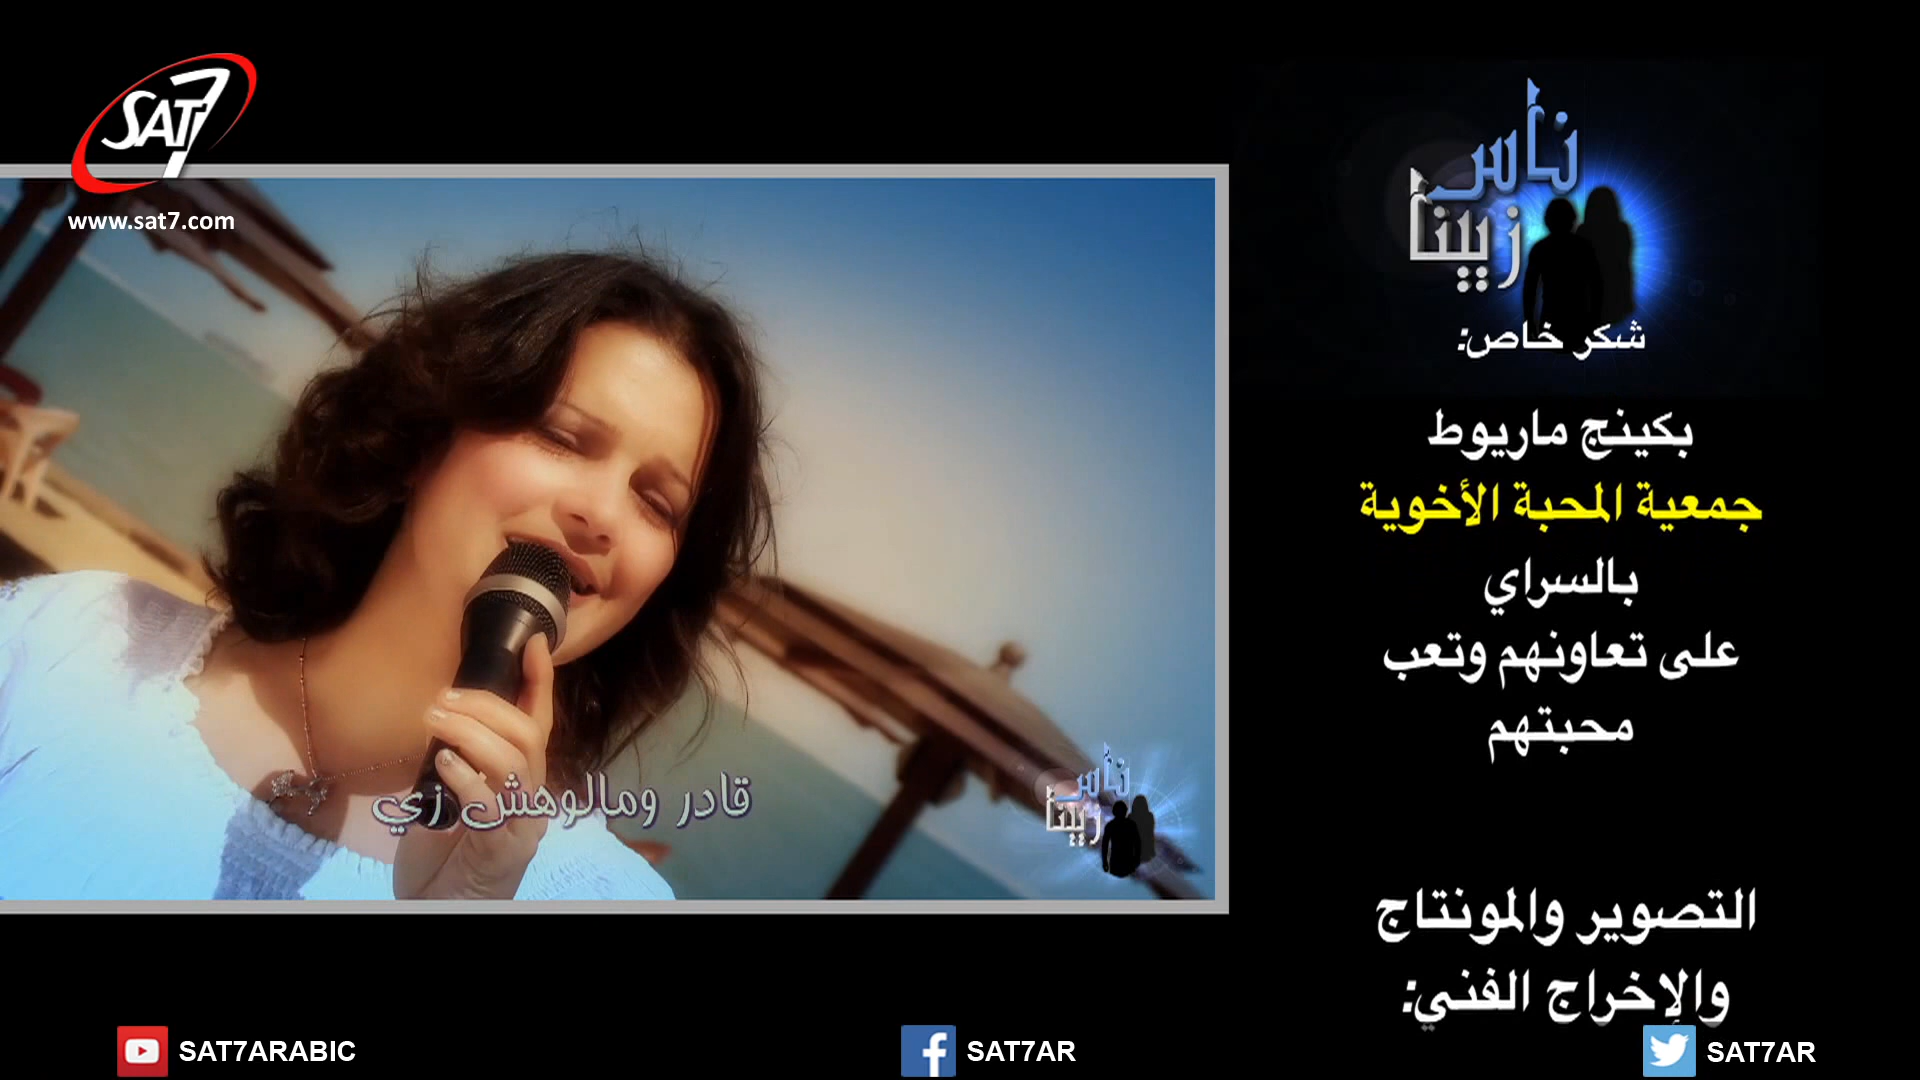 SAT7
www.sat7.com
ناس
زينا
شكر خاص:
بكينج ماريوط
جمعية المحبة الأخوية
بالسراي
على تعاونهم وتعب
محبتهم
قادر ومالوهش زي
ناس
زينا
التصوير والمونتاج
والإخراج الفني:
SAT7ARABIC
SAT7AR
SAT7AR